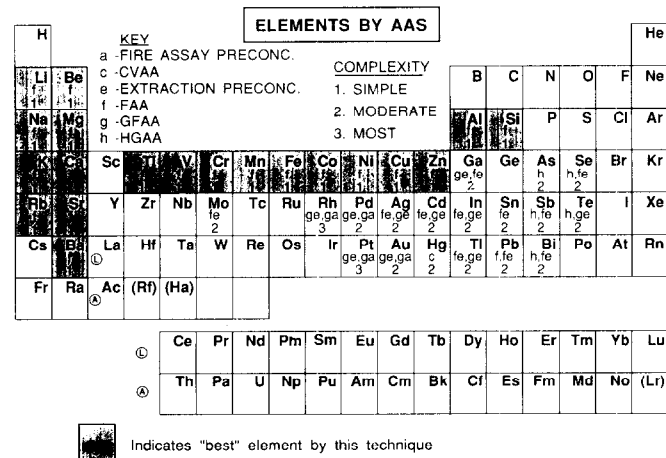 ELEMENTS BY AAS
KEY
a -FIRE ASSAY PRECONC.
c -CVAA
e -EXTRACTION PRECONC.
f -FAA
g -GFAA
h -HGAA
COMPLEXITY
1. SIMPLE
2. MODERATE
3. MOST
H He
Li Be B C N O F Ne
f f
1 1
Na Mg Al Si P S Cl Ar
K Ca Sc Ti V Cr Mn Fe Co Ni Cu Zn Ga Ge As Se Br Kr
ge,fe h h,fe
2 2 2
Rb Sr Y Zr Nb Mo Tc Ru Rh Pd Ag Cd In Sn Sb Te I Xe
fe ge,ga ge,ga fe,ge fe,ge fe,ge fe h,fe h,ge
2 3 2 2 2 2 2 2 2
Cs Ba La Hf Ta W Re Os Ir Pt Au Hg Tl Pb Bi Po At Rn
Ⓛ ge,ga ge,ga c fe,ge f,fe h,fe
3 2 2 2 2 2
Fr Ra Ac (Rf) (Ha)
Ⓐ
Ⓛ Ce Pr Nd Pm Sm Eu Gd Tb Dy Ho Er Tm Yb Lu
Ⓐ Th Pa U Np Pu Am Cm Bk Cf Es Fm Md No (Lr)
Indicates "best" element by this technique